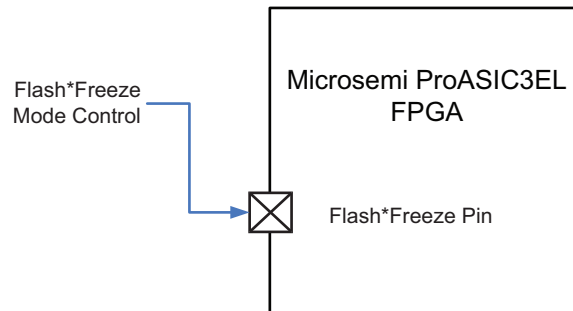 Flash*Freeze
Mode Control
Microsemi ProASIC3EL
FPGA
Flash*Freeze Pin